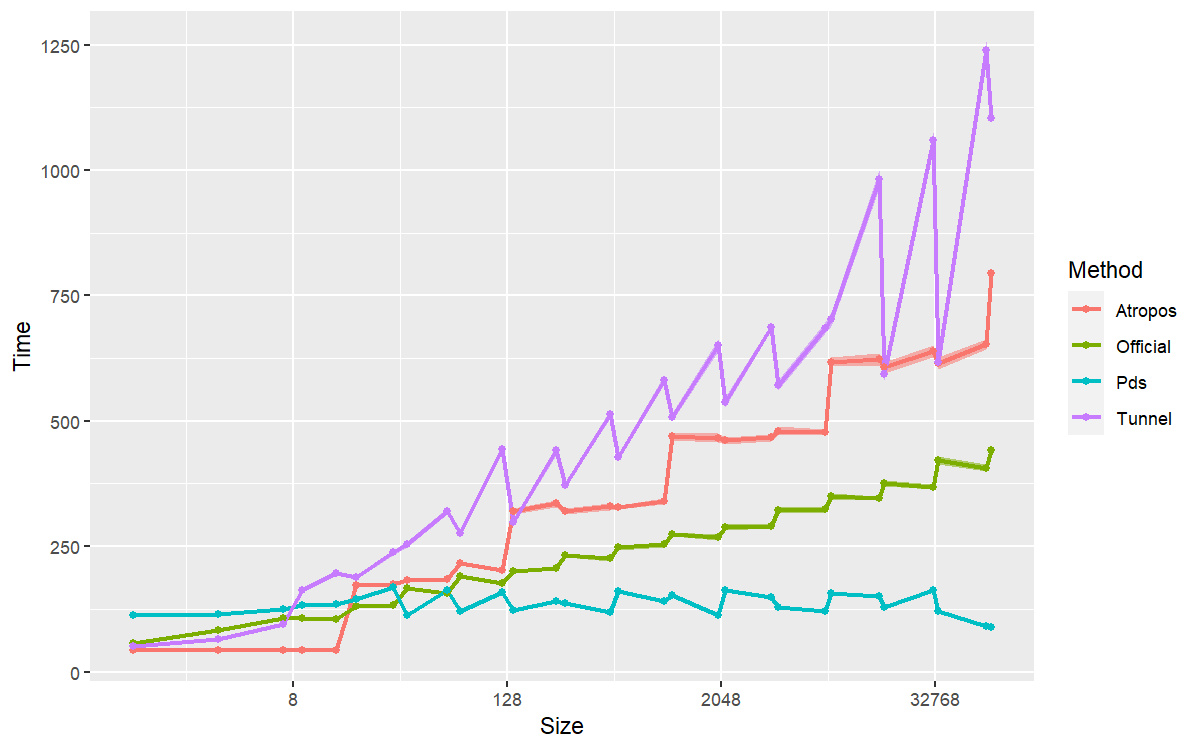 1250
1000
750
500
250
0
Time
8
128
2048
32768
Size
Method
Atropos
Official
Pds
Tunnel